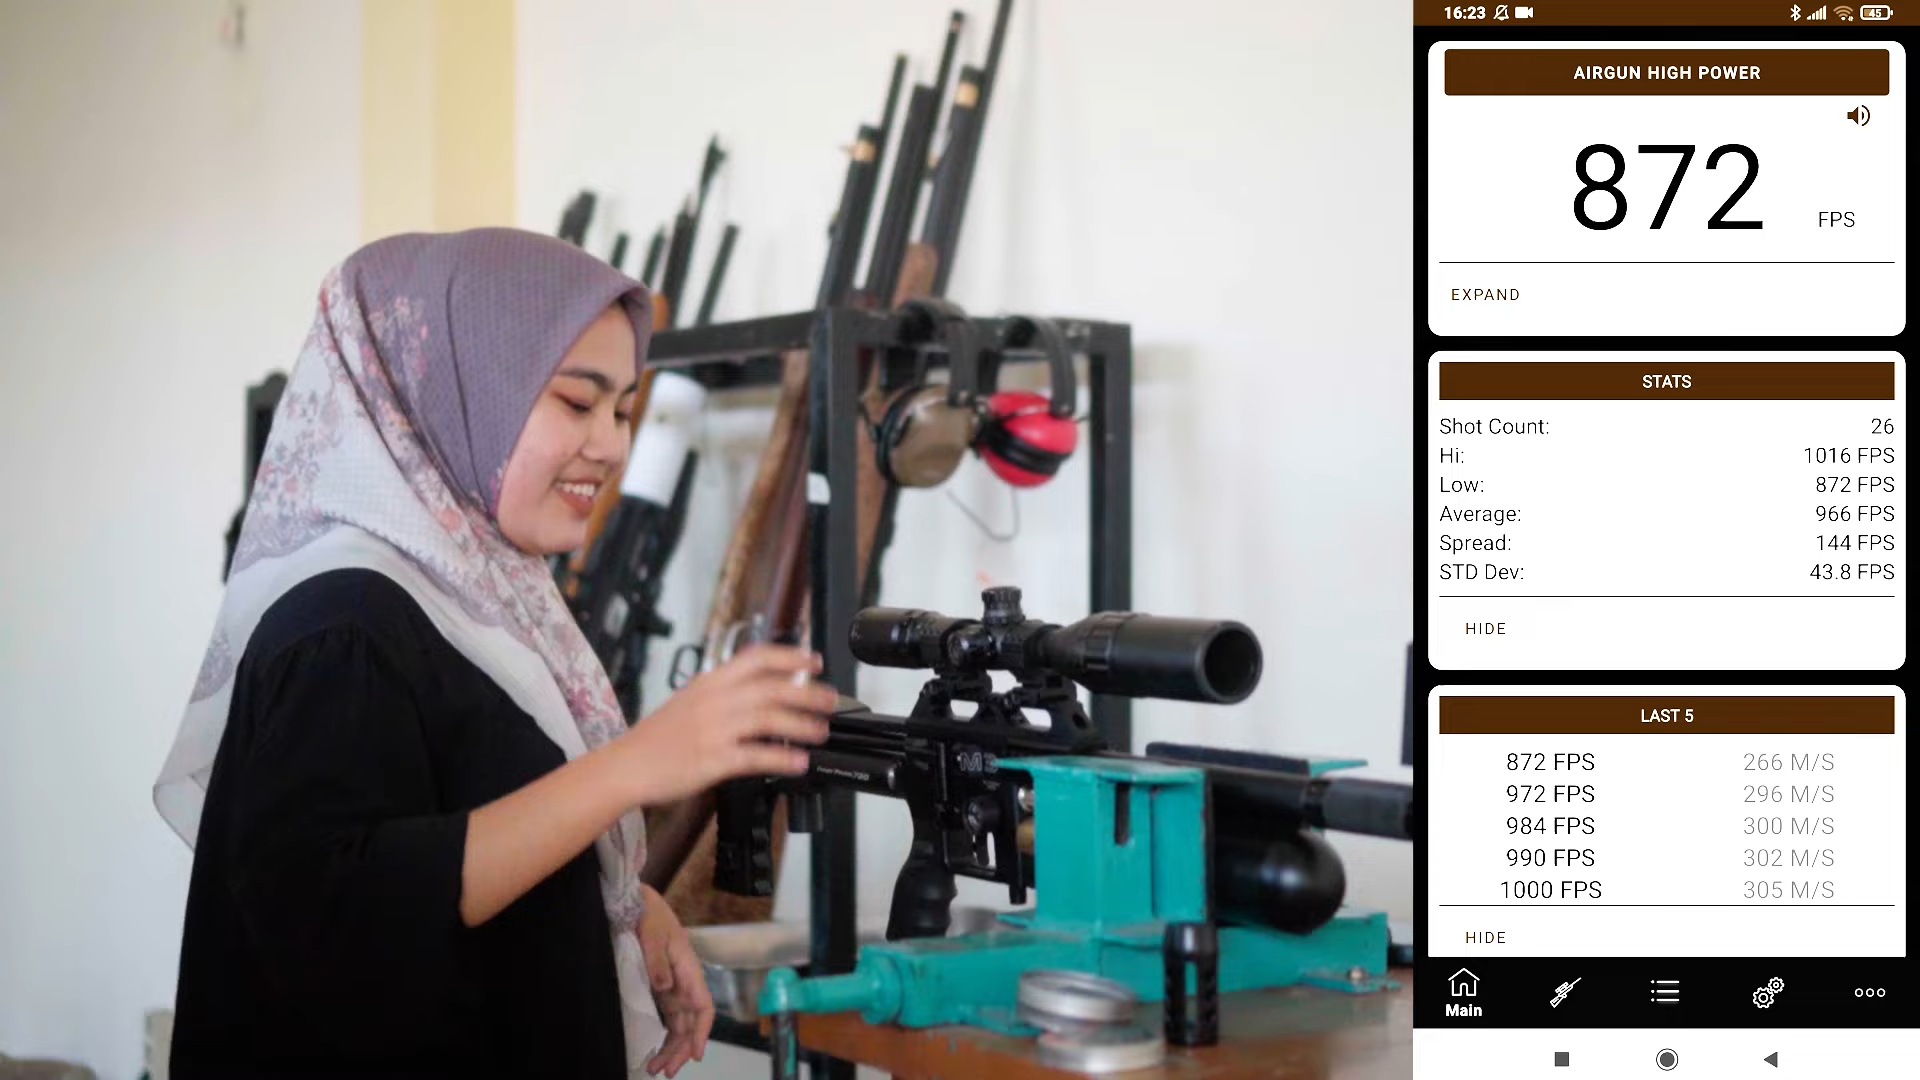 16:23
45
AIRGUN HIGH POWER
872
FPS
EXPAND
STATS
Shot Count: 26
Hi: 1016 FPS
Low: 872 FPS
Average: 966 FPS
Spread: 144 FPS
STD Dev: 43.8 FPS
HIDE
LAST 5
872 FPS 266 M/S
972 FPS 296 M/S
984 FPS 300 M/S
990 FPS 302 M/S
1000 FPS 305 M/S
HIDE
Main
M3